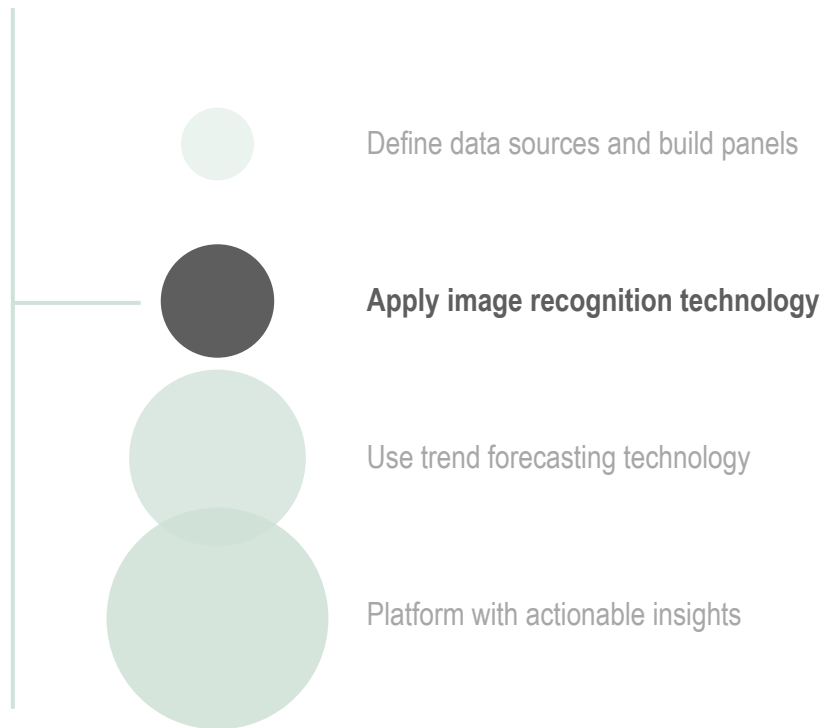 Define data sources and build panels
Apply image recognition technology
Use trend forecasting technology
Platform with actionable insights